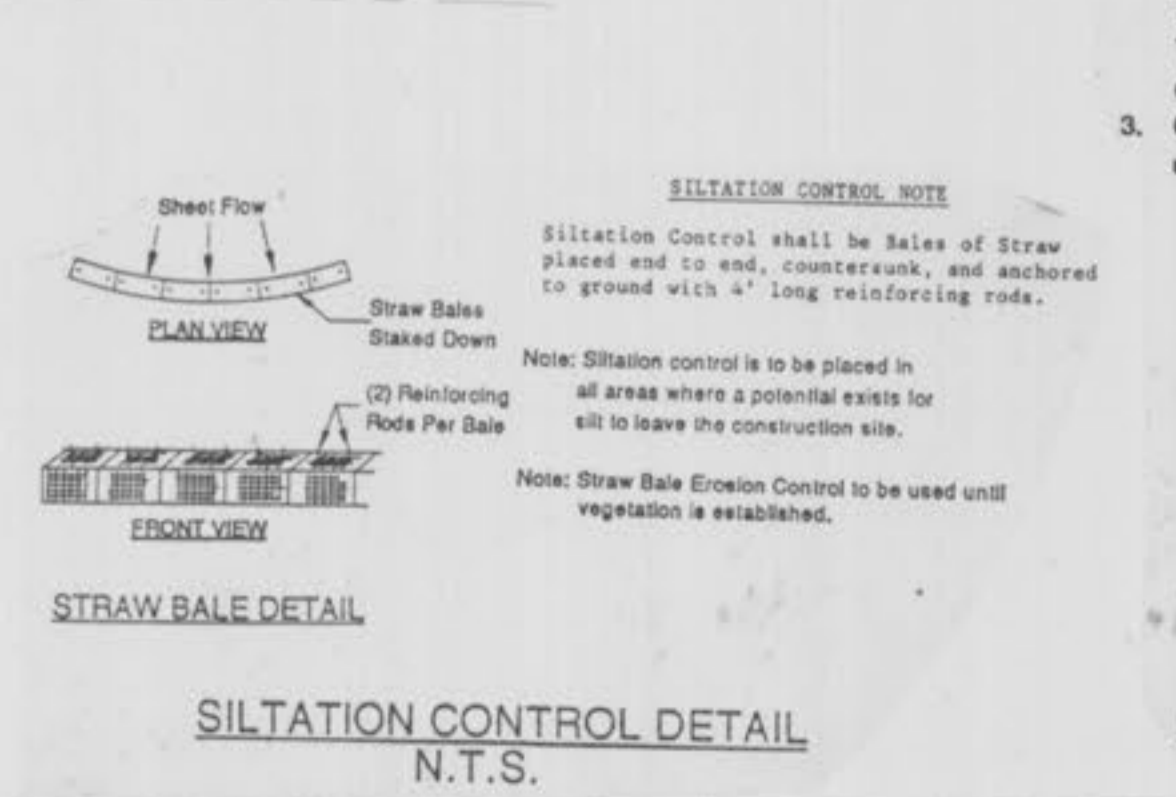 3.
SILTATION CONTROL NOTE
Siltation Control shall be Bales of Straw
placed end to end, countersunk, and anchored
to ground with 4' long reinforcing rods.
Sheet Flow
Straw Bales
Staked Down
PLAN VIEW
Note: Siltation control is to be placed in
all areas where a potential exists for
silt to leave the construction site.
(2) Reinforcing
Rods Per Bale
Note: Straw Bale Erosion Control to be used until
vegetation is established.
FRONT VIEW
STRAW BALE DETAIL
SILTATION CONTROL DETAIL
N.T.S.